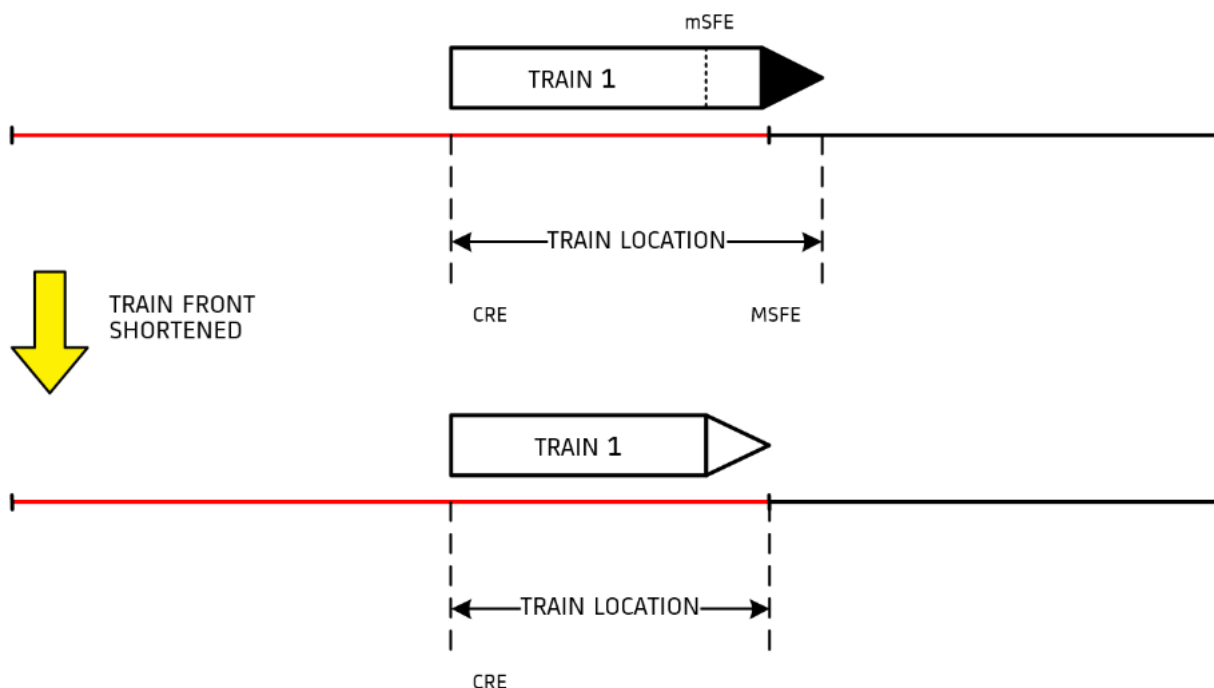 mSFE
TRAIN 1
TRAIN LOCATION
CRE
MSFE
TRAIN FRONT
SHORTENED
TRAIN 1
TRAIN LOCATION
CRE